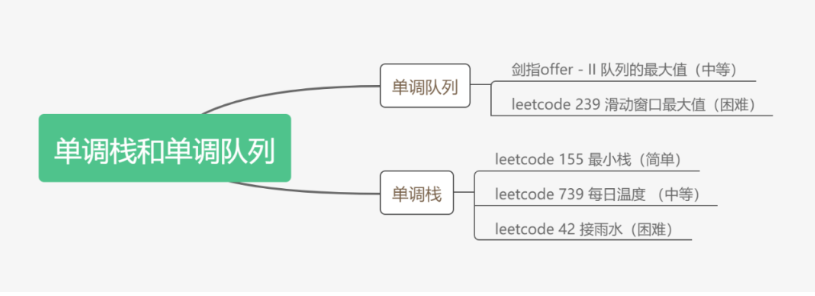 单调栈和单调队列
单调队列
剑指offer - II 队列的最大值（中等）
leetcode 239 滑动窗口最大值（困难）
单调栈
leetcode 155 最小栈（简单）
leetcode 739 每日温度 （中等）
leetcode 42 接雨水（困难）